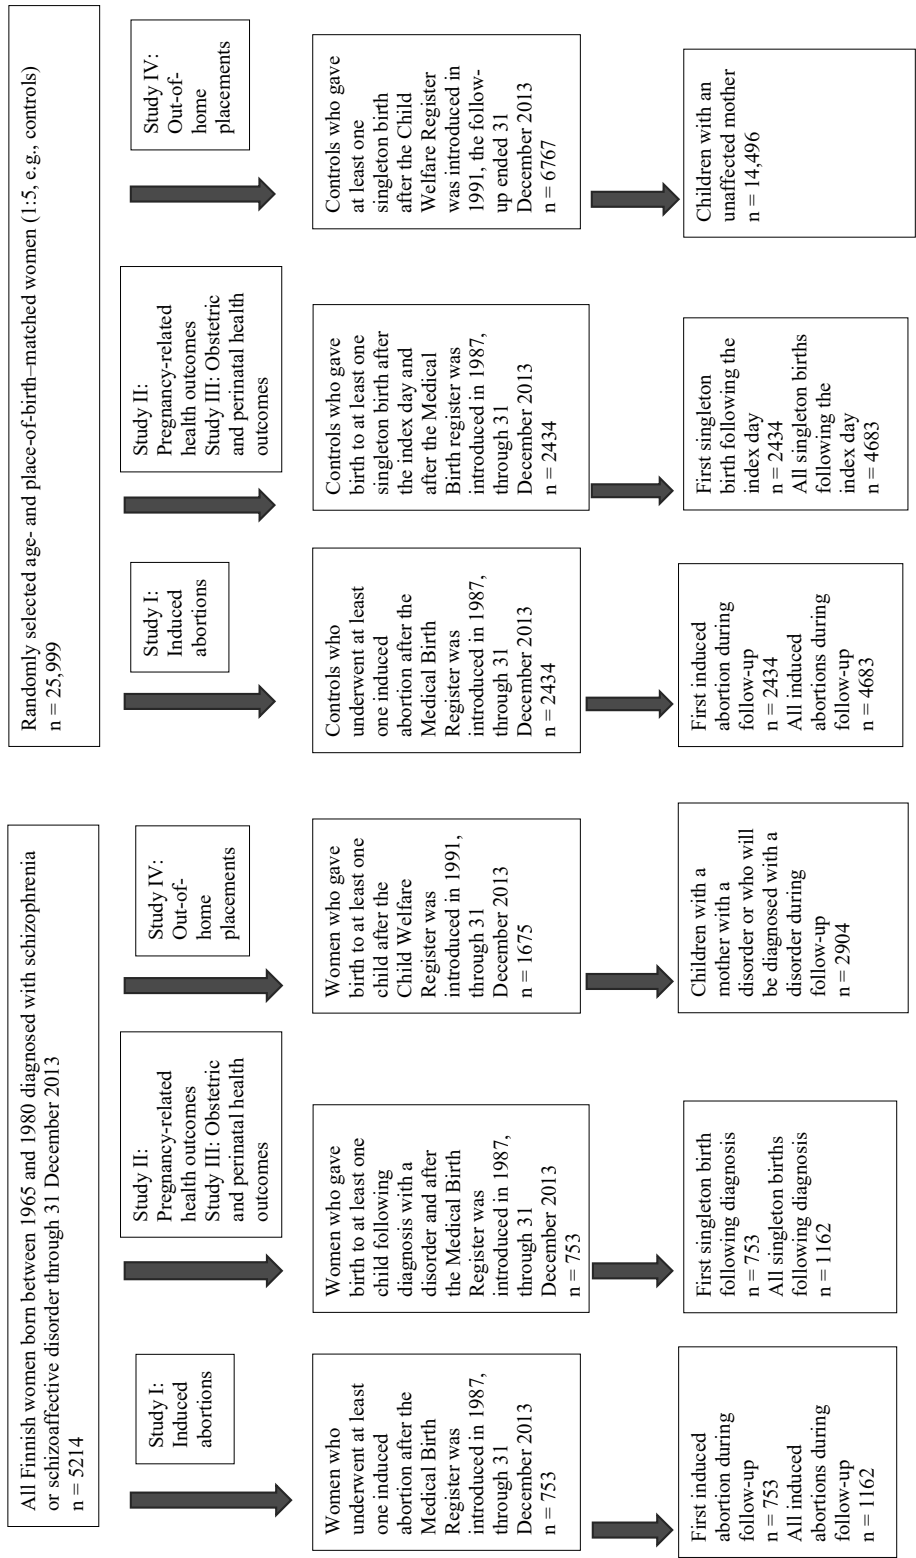 All Finnish women born between 1965 and 1980 diagnosed with schizophrenia
or schizoaffective disorder through 31 December 2013
n = 5214
Study I:
Induced
abortions
Women who
underwent at least
one induced
abortion after the
Medical Birth
Register was
introduced in 1987,
through 31
December 2013
n = 753
First induced
abortion during
follow-up
n = 753
All induced
abortions during
follow-up
n = 1162
Study II:
Pregnancy-related
health outcomes
Study III: Obstetric
and perinatal health
outcomes
Women who gave
birth to at least one
child following
diagnosis with a
disorder and after
the Medical Birth
Register was
introduced in 1987,
through 31
December 2013
n = 753
First singleton birth
following diagnosis
n = 753
All singleton births
following diagnosis
n = 1162
Study IV:
Out-of-
home
placements
Women who gave
birth to at least one
child after the
Child Welfare
Register was
introduced in 1991,
through 31
December 2013
n = 1675
Children with a
mother with a
disorder or who will
be diagnosed with a
disorder during
follow-up
n = 2904
Randomly selected age- and place-of-birth–matched women (1:5, e.g., controls)
n = 25,999
Study I:
Induced
abortions
Controls who
underwent at least
one induced
abortion after the
Medical Birth
Register was
introduced in 1987,
through 31
December 2013
n = 2434
First induced
abortion during
follow-up
n = 2434
All induced
abortions during
follow-up
n = 4683
Study II:
Pregnancy-related
health outcomes
Study III: Obstetric
and perinatal health
outcomes
Controls who gave
birth to at least one
singleton birth after
the index day and
after the Medical
Birth register was
introduced in 1987,
through 31
December 2013
n = 2434
First singleton
birth following the
index day
n = 2434
All singleton births
following the
index day
n = 4683
Study IV:
Out-of-
home
placements
Controls who gave
at least one
singleton birth
after the Child
Welfare Register
was introduced in
1991, the follow-
up ended 31
December 2013
n = 6767
Children with an
unaffected mother
n = 14,496